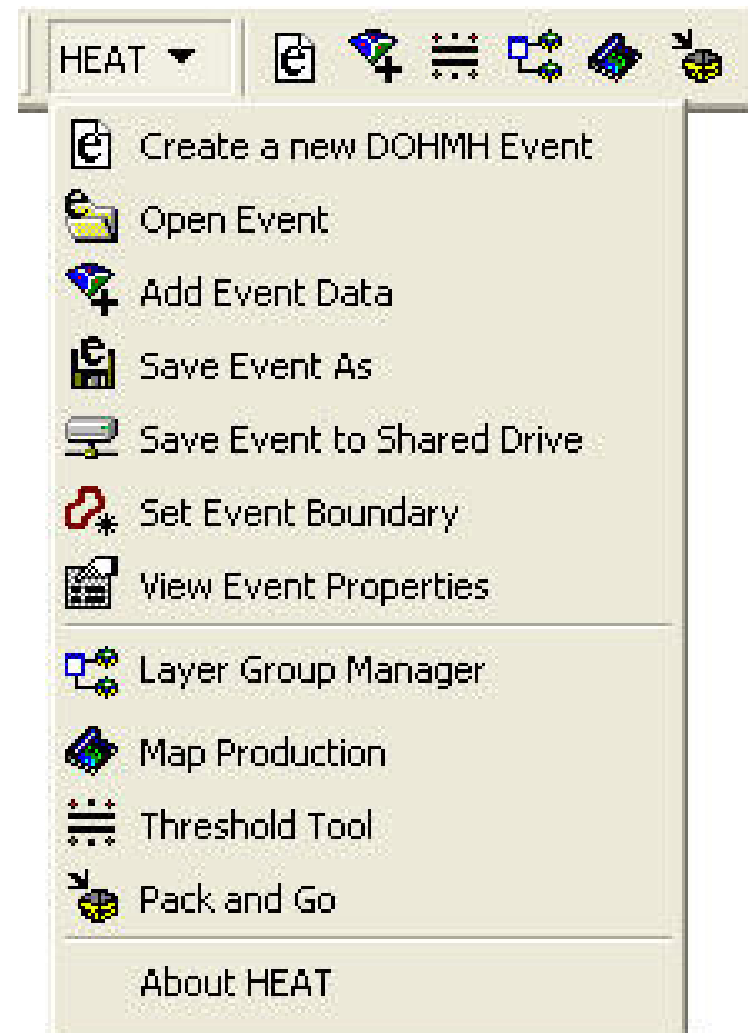 HEAT
Create a new DOHMH Event
Open Event
Add Event Data
Save Event As
Save Event to Shared Drive
Set Event Boundary
View Event Properties
Layer Group Manager
Map Production
Threshold Tool
Pack and Go
About HEAT